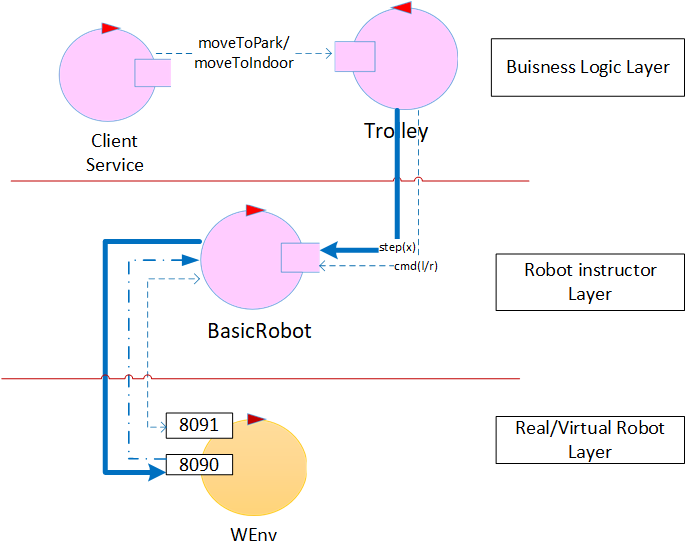 moveToPark/
moveToIndoor
Buisness Logic Layer
Client
Service
Trolley
step(x)
cmd(l/r)
Robot instructor
Layer
BasicRobot
8091
8090
Real/Virtual Robot
Layer
WEnv